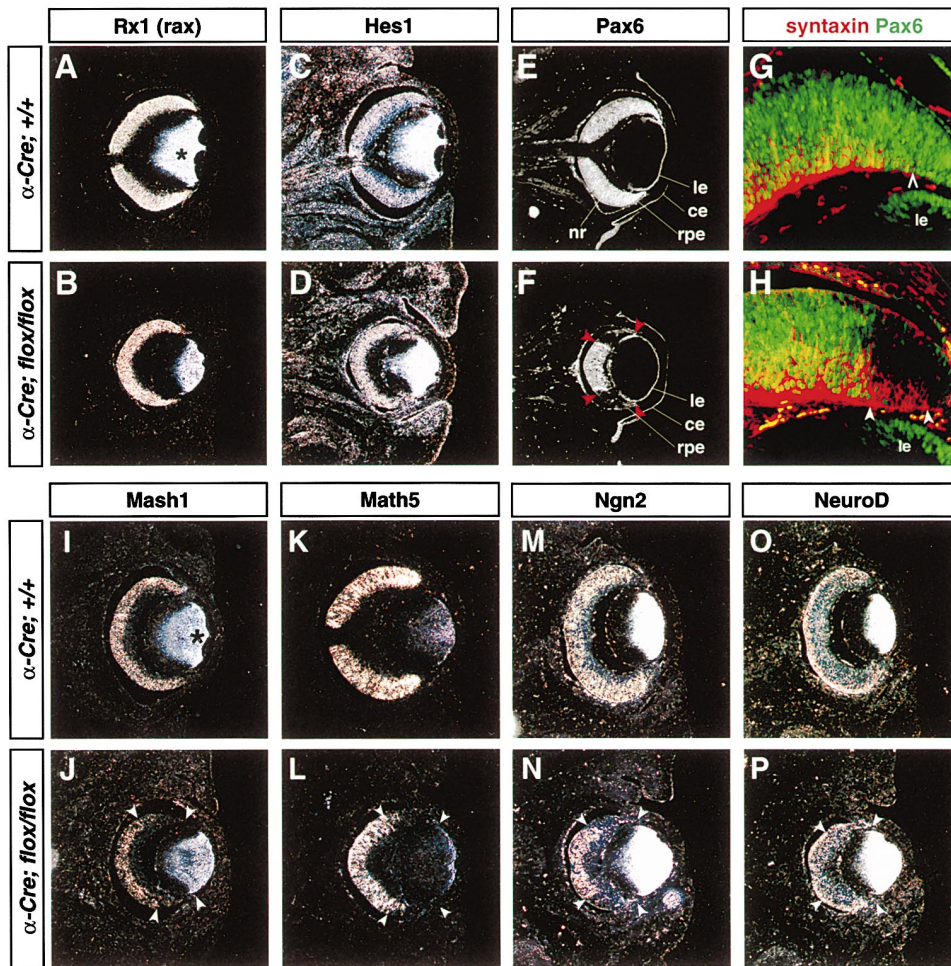 Rx1 (rax) Hes1 Pax6 syntaxin Pax6
α-Cre; +/+
A C E G
*
le
ce
rpe
nr
le
α-Cre; flox/flox
B D F H
le
ce
rpe
le
Mash1 Math5 Ngn2 NeuroD
α-Cre; +/+
I K M O
*
α-Cre; flox/flox
J L N P